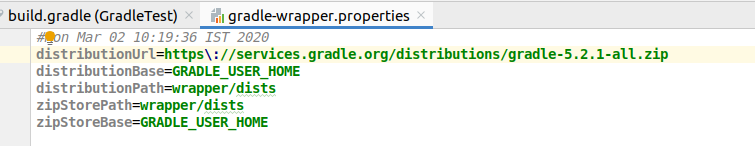 build.gradle (GradleTest) × gradle-wrapper.properties ×
#Mon Mar 02 10:19:36 IST 2020
distributionUrl=https\://services.gradle.org/distributions/gradle-5.2.1-all.zip
distributionBase=GRADLE_USER_HOME
distributionPath=wrapper/dists
zipStorePath=wrapper/dists
zipStoreBase=GRADLE_USER_HOME